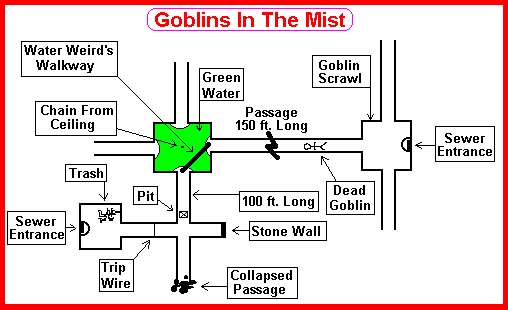 Goblins In The Mist
Water Weird's
Walkway
Green
Water
Goblin
Scrawl
Chain From
Ceiling
Passage
150 ft. Long
Sewer
Entrance
Trash
Pit
100 ft. Long
Dead
Goblin
Sewer
Entrance
Stone Wall
Trip
Wire
Collapsed
Passage